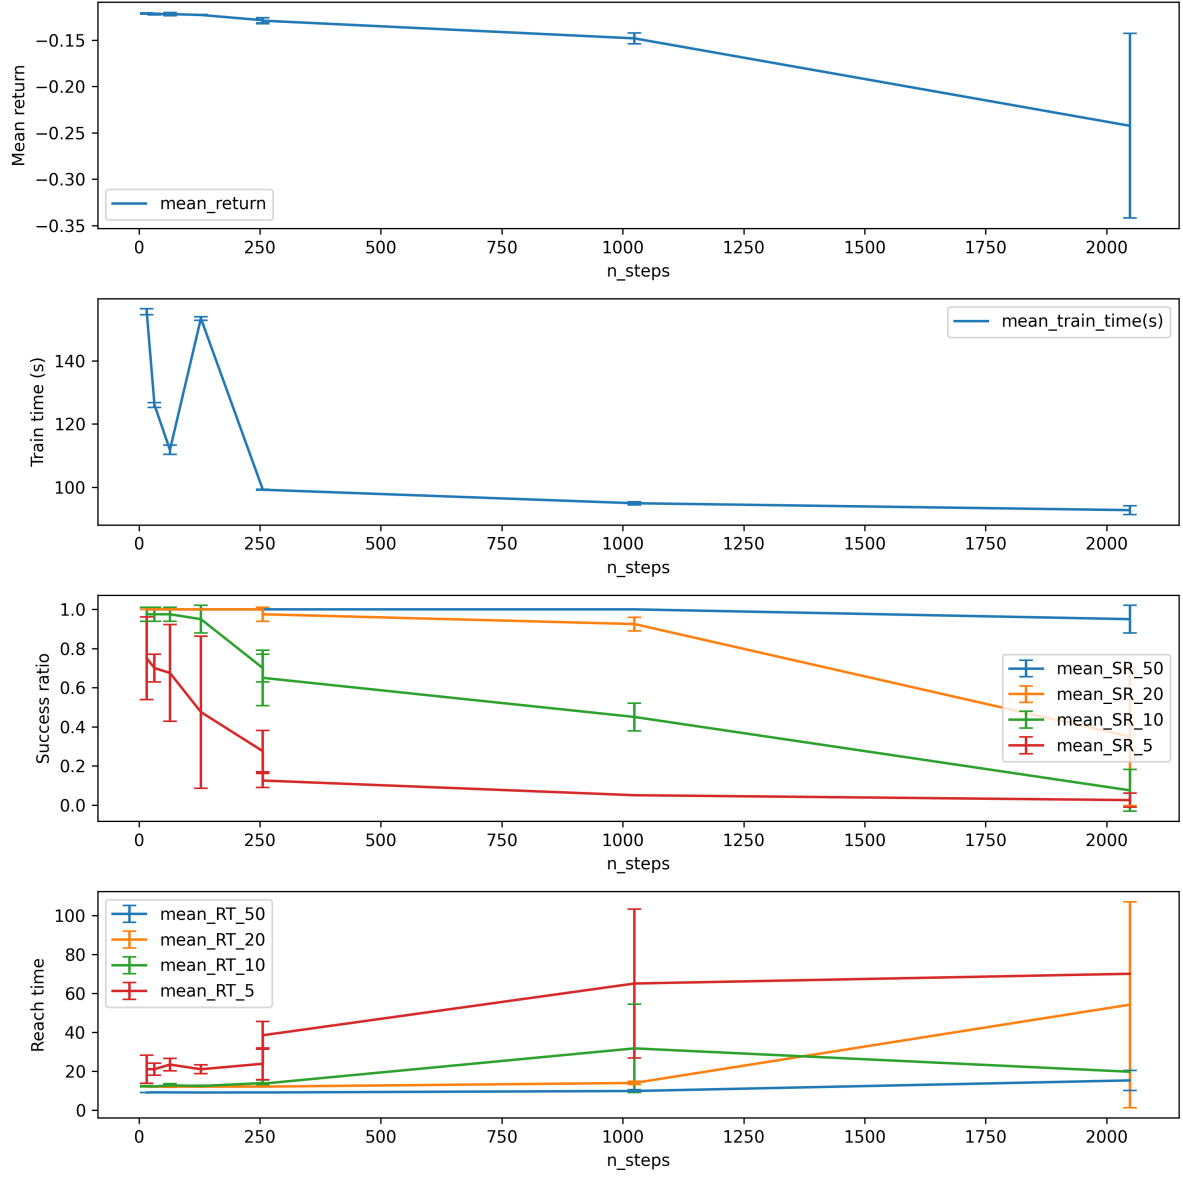 Mean return
−0.15
−0.20
−0.25
−0.30
−0.35
mean_return
0 250 500 750 1000 1250 1500 1750 2000
n_steps
Train time (s)
140
120
100
mean_train_time(s)
0 250 500 750 1000 1250 1500 1750 2000
n_steps
Success ratio
1.0
0.8
0.6
0.4
0.2
0.0
mean_SR_50
mean_SR_20
mean_SR_10
mean_SR_5
0 250 500 750 1000 1250 1500 1750 2000
n_steps
Reach time
100
80
60
40
20
0
mean_RT_50
mean_RT_20
mean_RT_10
mean_RT_5
0 250 500 750 1000 1250 1500 1750 2000
n_steps